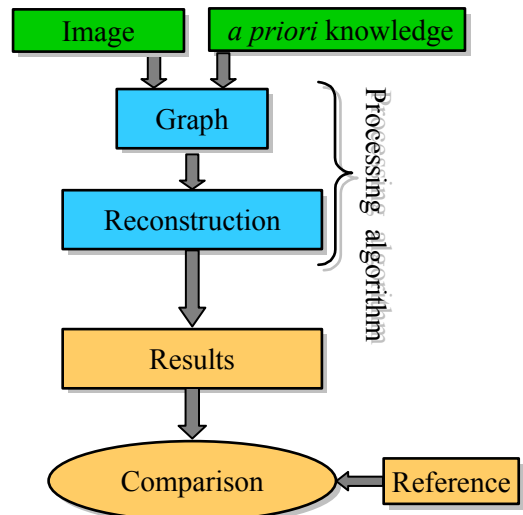 Image
a priori knowledge
Graph
Processing algorithm
Reconstruction
Results
Comparison
Reference